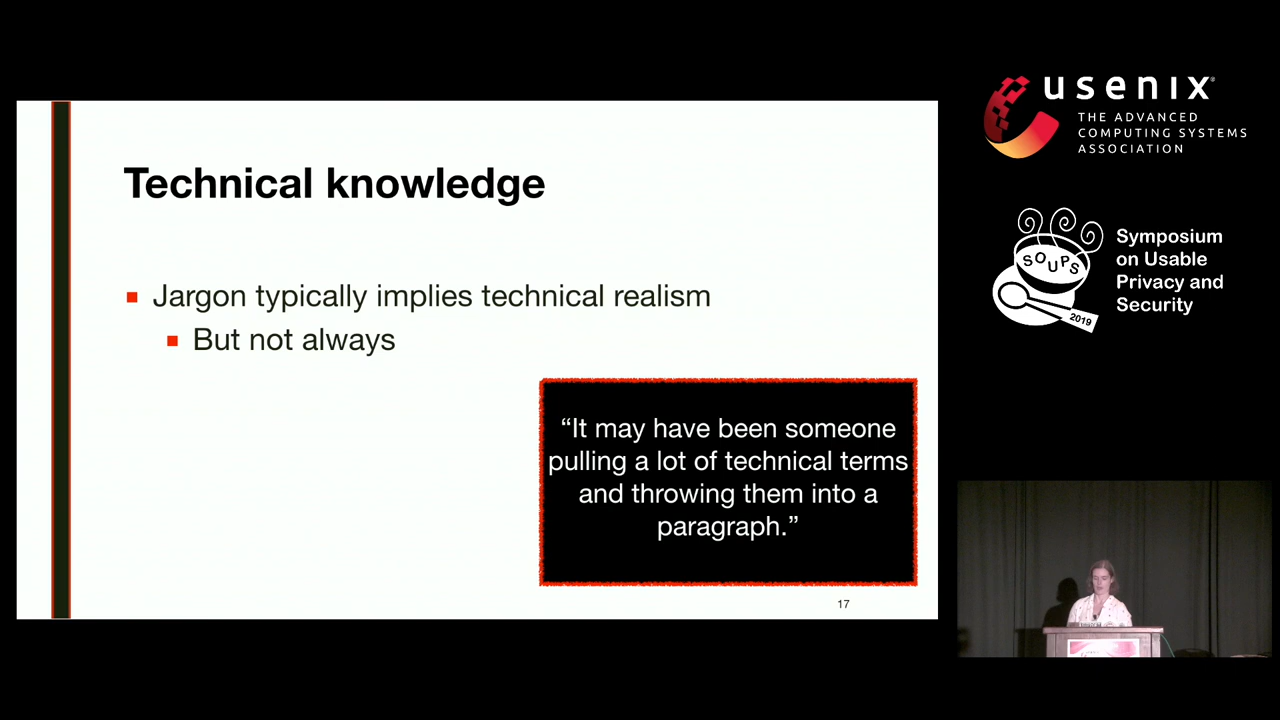 Technical knowledge
Jargon typically implies technical realism
But not always
“It may have been someone
pulling a lot of technical terms
and throwing them into a
paragraph.”
17
usenix
THE ADVANCED
COMPUTING SYSTEMS
ASSOCIATION
SOUPS
2019
Symposium
on Usable
Privacy and
Security